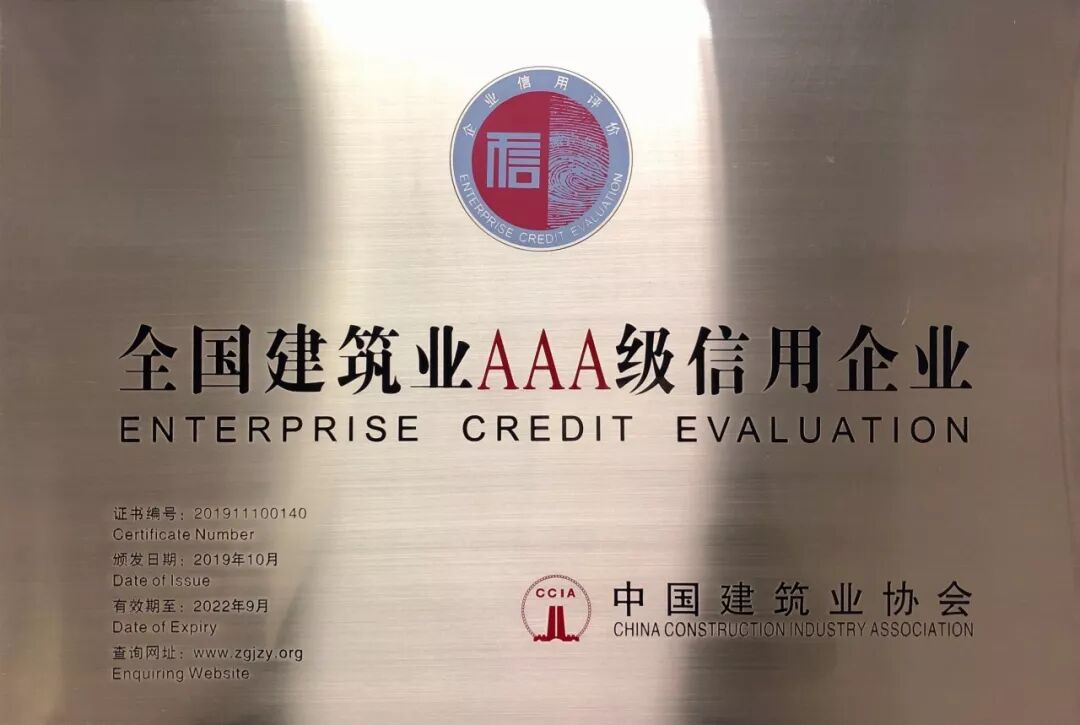 企业信用评价
信
ENTERPRISE CREDIT EVALUATION
全国建筑业AAA级信用企业
ENTERPRISE CREDIT EVALUATION
证书编号：201911100140
Certificate Number
颁发日期：2019年10月
Date of Issue
有效期至：2022年9月
Date of Expiry
查询网址：www.zgjzy.org
Enquiring Website
CCIA
中国建筑业协会
CHINA CONSTRUCTION INDUSTRY ASSOCIATION